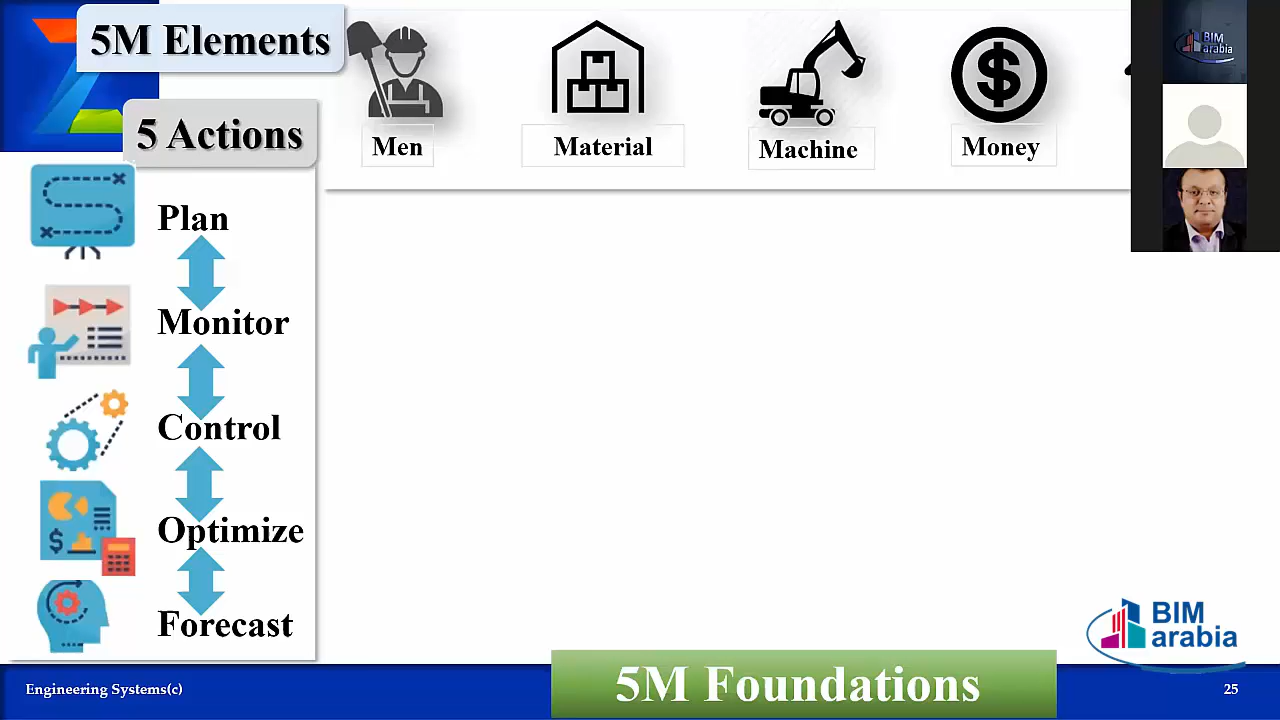 5M Elements
5 Actions
Men
Material
Machine
Money
BIM
arabia
Plan
Monitor
Control
Optimize
Forecast
BIM
arabia
Engineering Systems(c)
5M Foundations
25